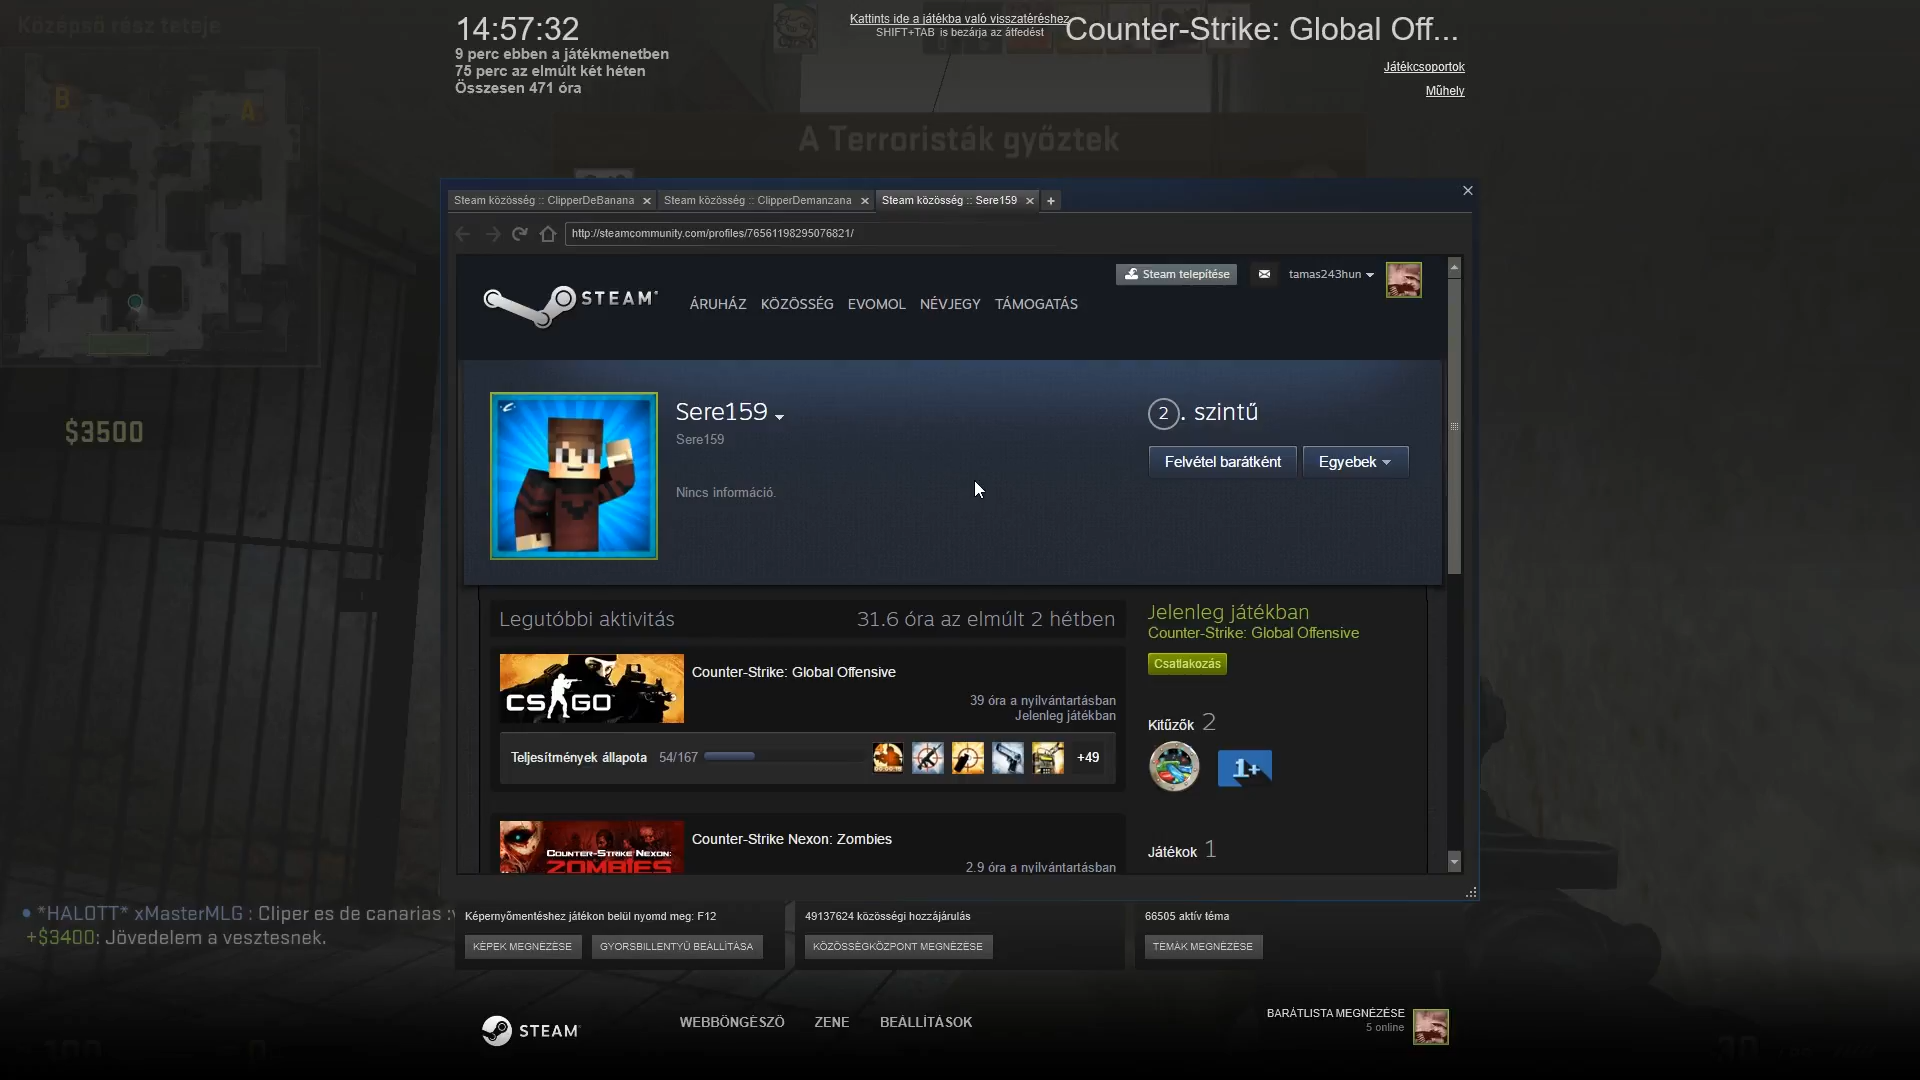 Középső rész teteje
B
A
$3500
14:57:32
9 perc ebben a játékmenetben
75 perc az elmúlt két héten
Összesen 471 óra
Kattints ide a játékba való visszatéréshez
SHIFT+TAB is bezárja az átfedést
Counter-Strike: Global Off...
Játékcsoportok
Műhely
A Terroristák győztek
Steam közösség :: ClipperDeBanana
Steam közösség :: ClipperDemanzana
Steam közösség :: Sere159
http://steamcommunity.com/profiles/76561198295076821/
Steam telepítése
tamas243hun
STEAM
ÁRUHÁZ KÖZÖSSÉG EVOMOL NÉVJEGY TÁMOGATÁS
Sere159
Sere159
Nincs információ.
2. szintű
Felvétel barátként
Egyebek
Legutóbbi aktivitás
31.6 óra az elmúlt 2 hétben
CS GO
Counter-Strike: Global Offensive
39 óra a nyilvántartásban
Jelenleg játékban
Teljesítmények állapota 54/167
+49
COUNTER-STRIKE NEXON:
ZOMBIES
Counter-Strike Nexon: Zombies
2.9 óra a nyilvántartásban
Jelenleg játékban
Counter-Strike: Global Offensive
Csatlakozás
Kitűzők 2
1+
Játékok 1
*HALOTT* xMasterMLG : Cliper es de canarias :v
+$3400: Jövedelem a vesztesnek.
Képernyőmentéshez játékon belül nyomd meg: F12
KÉPEK MEGNÉZÉSE
GYORSBILLENTYŰ BEÁLLÍTÁSA
49137624 közösségi hozzájárulás
KÖZÖSSÉGKÖZPONT MEGNÉZÉSE
66505 aktív téma
TÉMÁK MEGNÉZÉSE
STEAM
WEBBÖNGÉSZŐ ZENE BEÁLLÍTÁSOK
BARÁTLISTA MEGNÉZÉSE
5 online